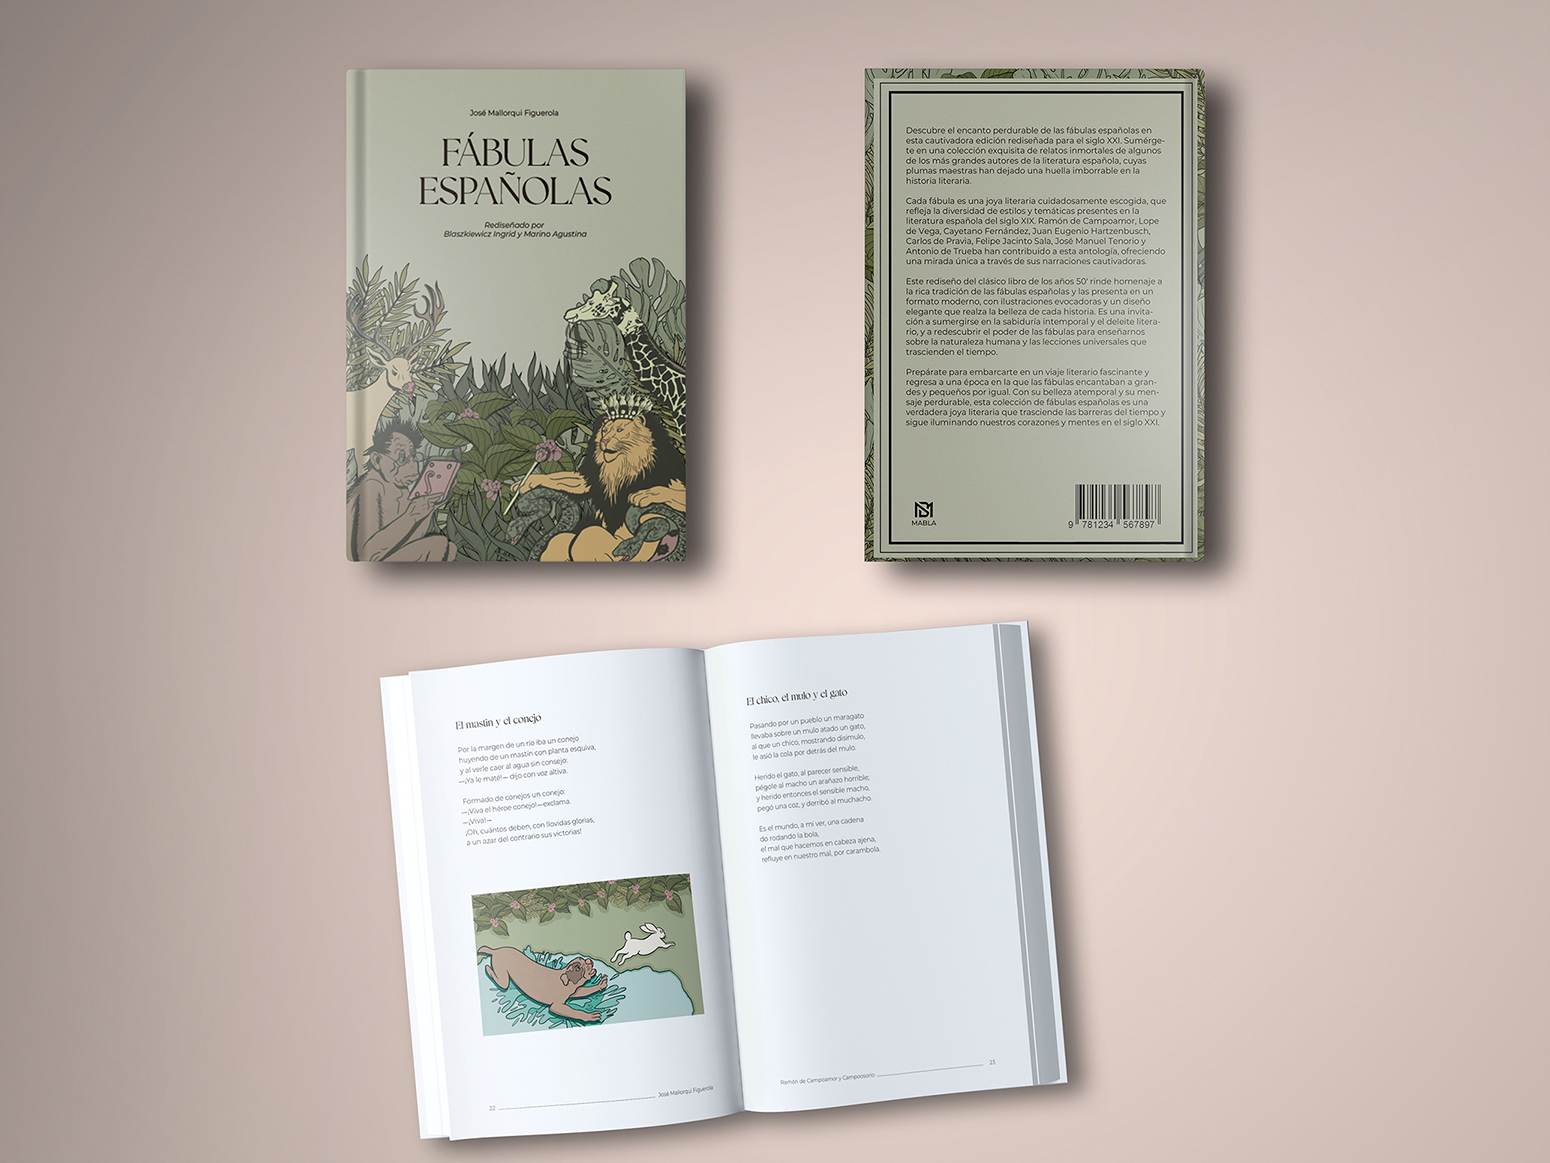 José Mallorqui Figuerola
FÁBULAS
ESPAÑOLAS
Rediseñado por
Blaszkiewicz Ingrid y Marino Agustina
Descubre el encanto perdurable de las fábulas españolas en
esta cautivadora edición rediseñada para el siglo XXI. Sumérge-
te en una colección exquisita de relatos inmortales de algunos
de los más grandes autores de la literatura española, cuyas
plumas maestras han dejado una huella imborrable en la
historia literaria.
Cada fábula es una joya literaria cuidadosamente escogida, que
refleja la diversidad de estilos y temáticas presentes en la
literatura española del siglo XIX. Ramón de Campoamor, Lope
de Vega, Cayetano Fernández, Juan Eugenio Hartzenbusch,
Carlos de Pravia, Felipe Jacinto Sala, José Manuel Tenorio y
Antonio de Trueba han contribuido a esta antología, ofreciendo
una mirada única a través de sus narraciones cautivadoras.
Este rediseño del clásico libro de los años 50' rinde homenaje a
la rica tradición de las fábulas españolas y las presenta en un
formato moderno, con ilustraciones evocadoras y un diseño
elegante que realza la belleza de cada historia. Es una invita-
ción a sumergirse en la sabiduría intemporal y el deleite litera-
rio, y a redescubrir el poder de las fábulas para enseñarnos
sobre la naturaleza humana y las lecciones universales que
trascienden el tiempo.
Prepárate para embarcarte en un viaje literario fascinante y
regresa a una época en la que las fábulas encantaban a gran-
des y pequeños por igual. Con su belleza atemporal y su men-
saje perdurable, esta colección de fábulas españolas es una
verdadera joya literaria que trasciende las barreras del tiempo y
sigue iluminando nuestros corazones y mentes en el siglo XXI.
MABLA
9 781234 567897
El mastín y el conejo
Por la margen de un río iba un conejo
huyendo de un mastín con planta esquiva,
y al verle caer al agua sin consejo:
—¡Ya le maté!— dijo con voz altiva.
Formado de conejos un conejo:
—¡Viva el héroe conejo!—exclama.
—¡Viva!—
¡Oh, cuántos deben, con llovidas glorias,
a un azar del contrario sus victorias!
22
José Mallorqui Figuerola
El chico, el mulo y el gato
Pasando por un pueblo un maragato
llevaba sobre un mulo atado un gato,
al que un chico, mostrando disimulo,
le asió la cola por detrás del mulo.
Herido el gato, al parecer sensible,
pégole al macho un arañazo horrible;
y herido entonces el sensible macho,
pegó una coz, y derribó al muchacho.
Es el mundo, a mi ver, una cadena
do rodando la bola,
el mal que hacemos en cabeza ajena,
refluye en nuestro mal, por carambola.
Ramón de Campoamor y Campoosorio
23